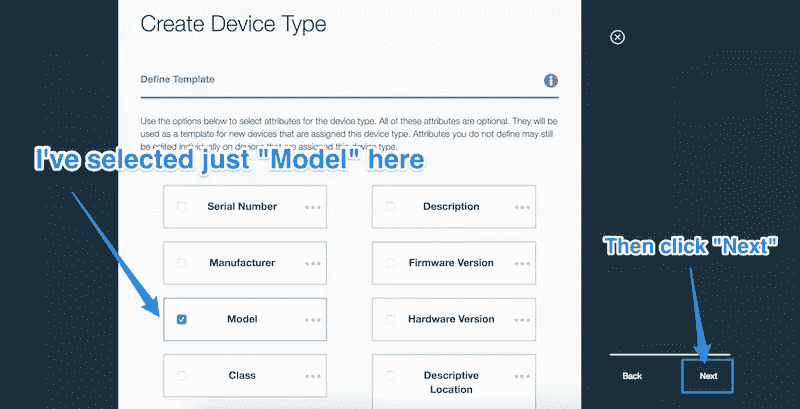 Create Device Type
Define Template
Use the options below to select attributes for the device type. All of these attributes are optional. They will
be used as a template for new devices that are assigned this device type. Attributes you do not define may still
be edited individually on devices that are assigned this device type.
I've selected just "Model" here
Serial Number
Description
Then click "Next"
Manufacturer
Firmware Version
Model
Hardware Version
Class
Descriptive
Location
Back
Next